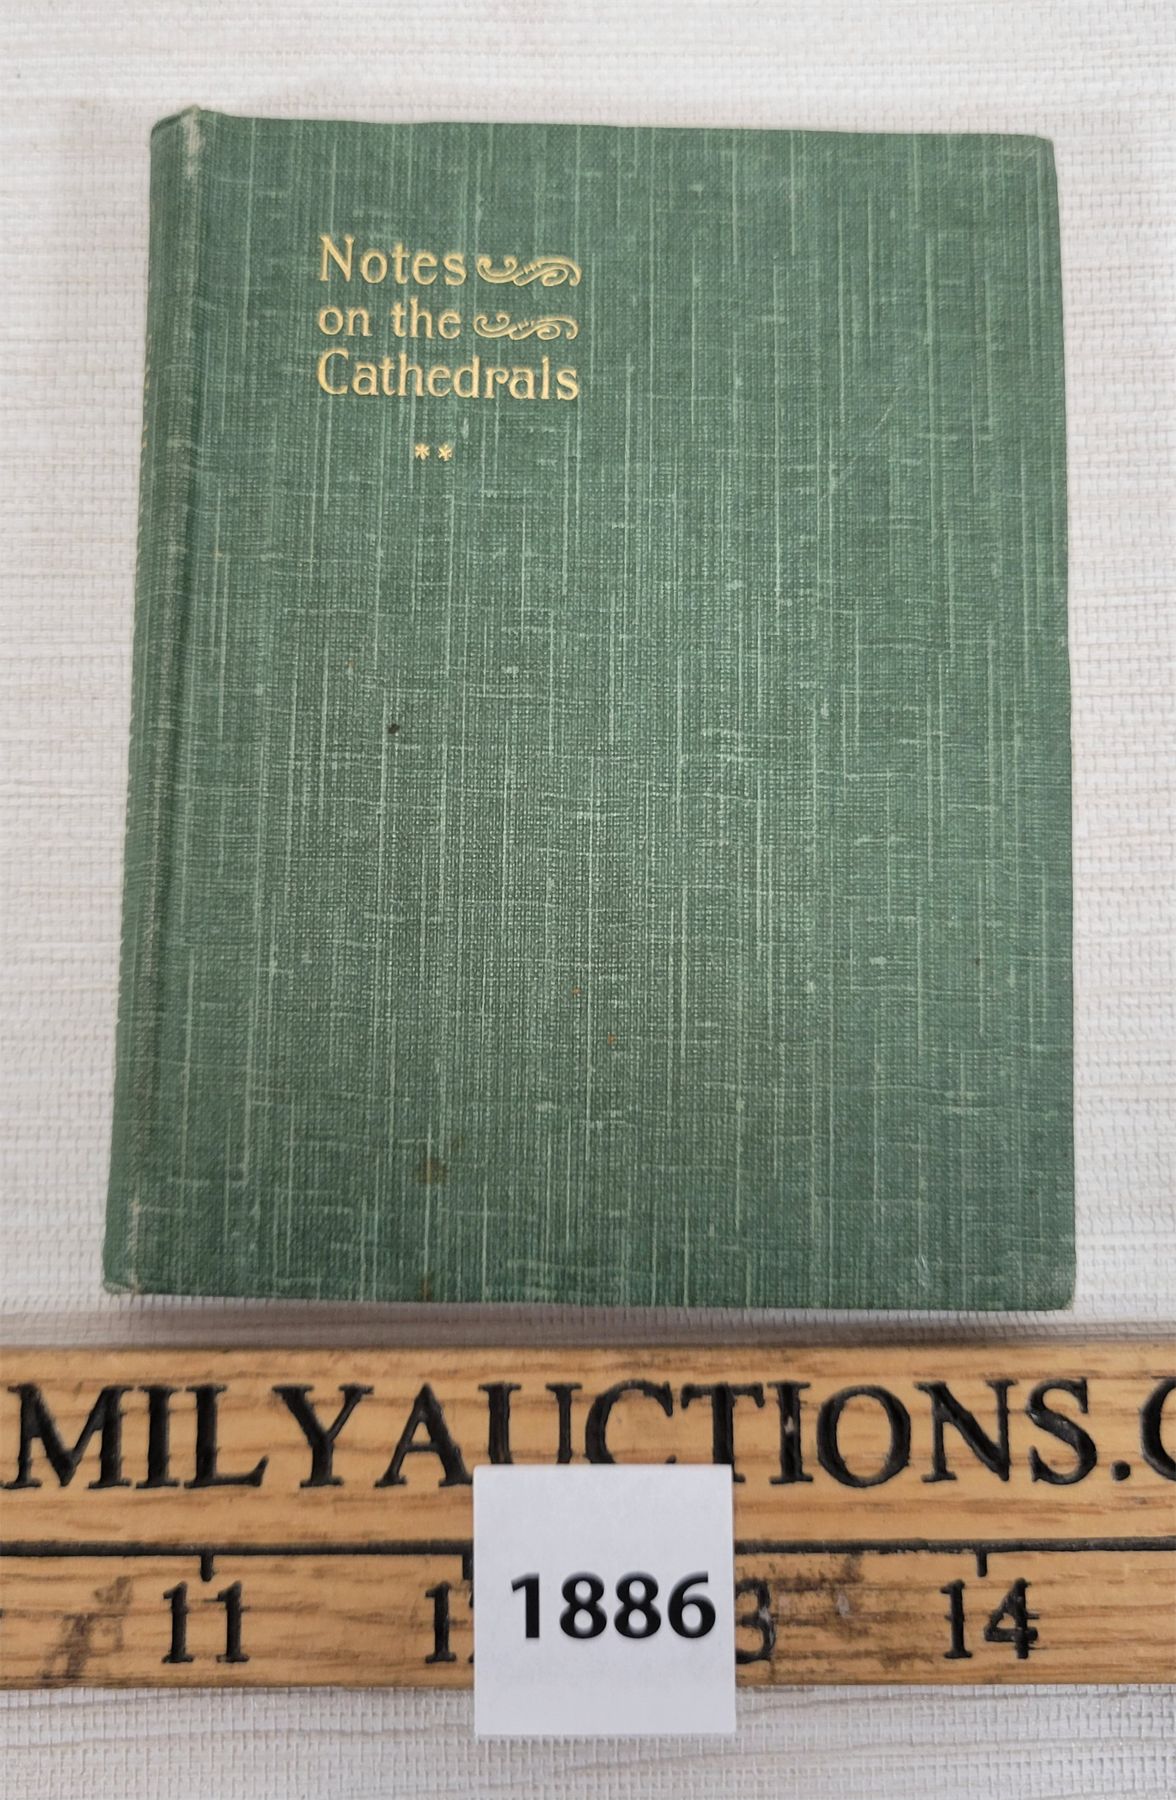 Notes
on the
Cathedrals
**
MILYAUCTIONS.
11 14
1886